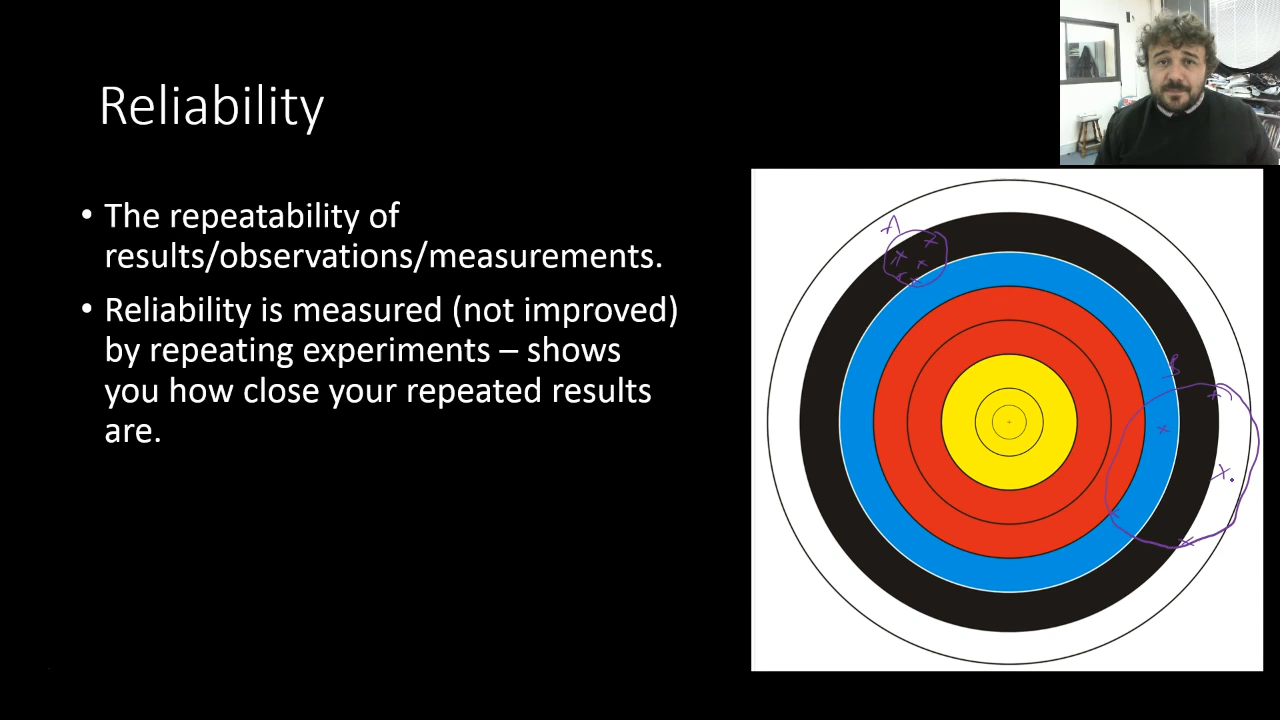 Reliability
• The repeatability of
results/observations/measurements.
• Reliability is measured (not improved)
by repeating experiments – shows
you how close your repeated results
are.
A
B